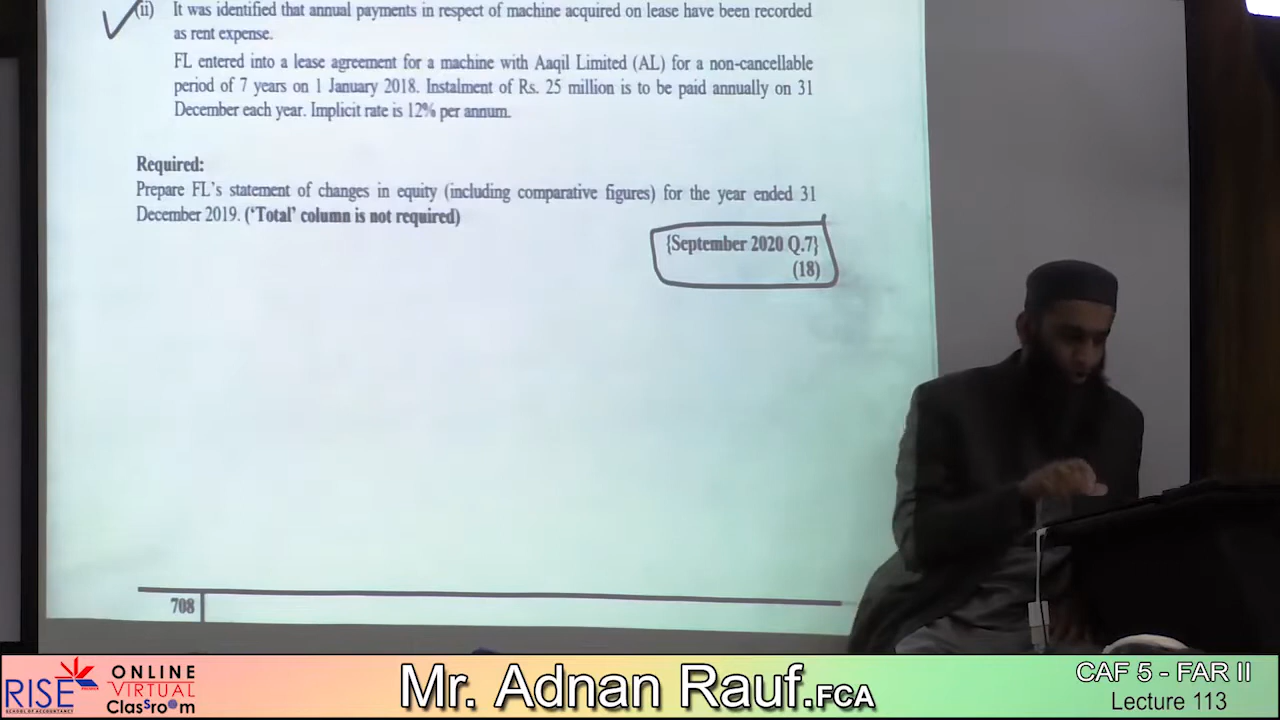 (ii) It was identified that annual payments in respect of machine acquired on lease have been recorded
as rent expense.
FL entered into a lease agreement for a machine with Aaqil Limited (AL) for a non-cancellable
period of 7 years on 1 January 2018. Instalment of Rs. 25 million is to be paid annually on 31
December each year. Implicit rate is 12% per annum.
Required:
Prepare FL's statement of changes in equity (including comparative figures) for the year ended 31
December 2019. ('Total' column is not required)
{September 2020 Q.7}
(18)
708
RISE
SCHOOL OF ACCOUNTANCY
ONLINE
VIRTUAL
ClasSroom
Mr. Adnan Rauf.FCA
CAF 5 - FAR II
Lecture 113